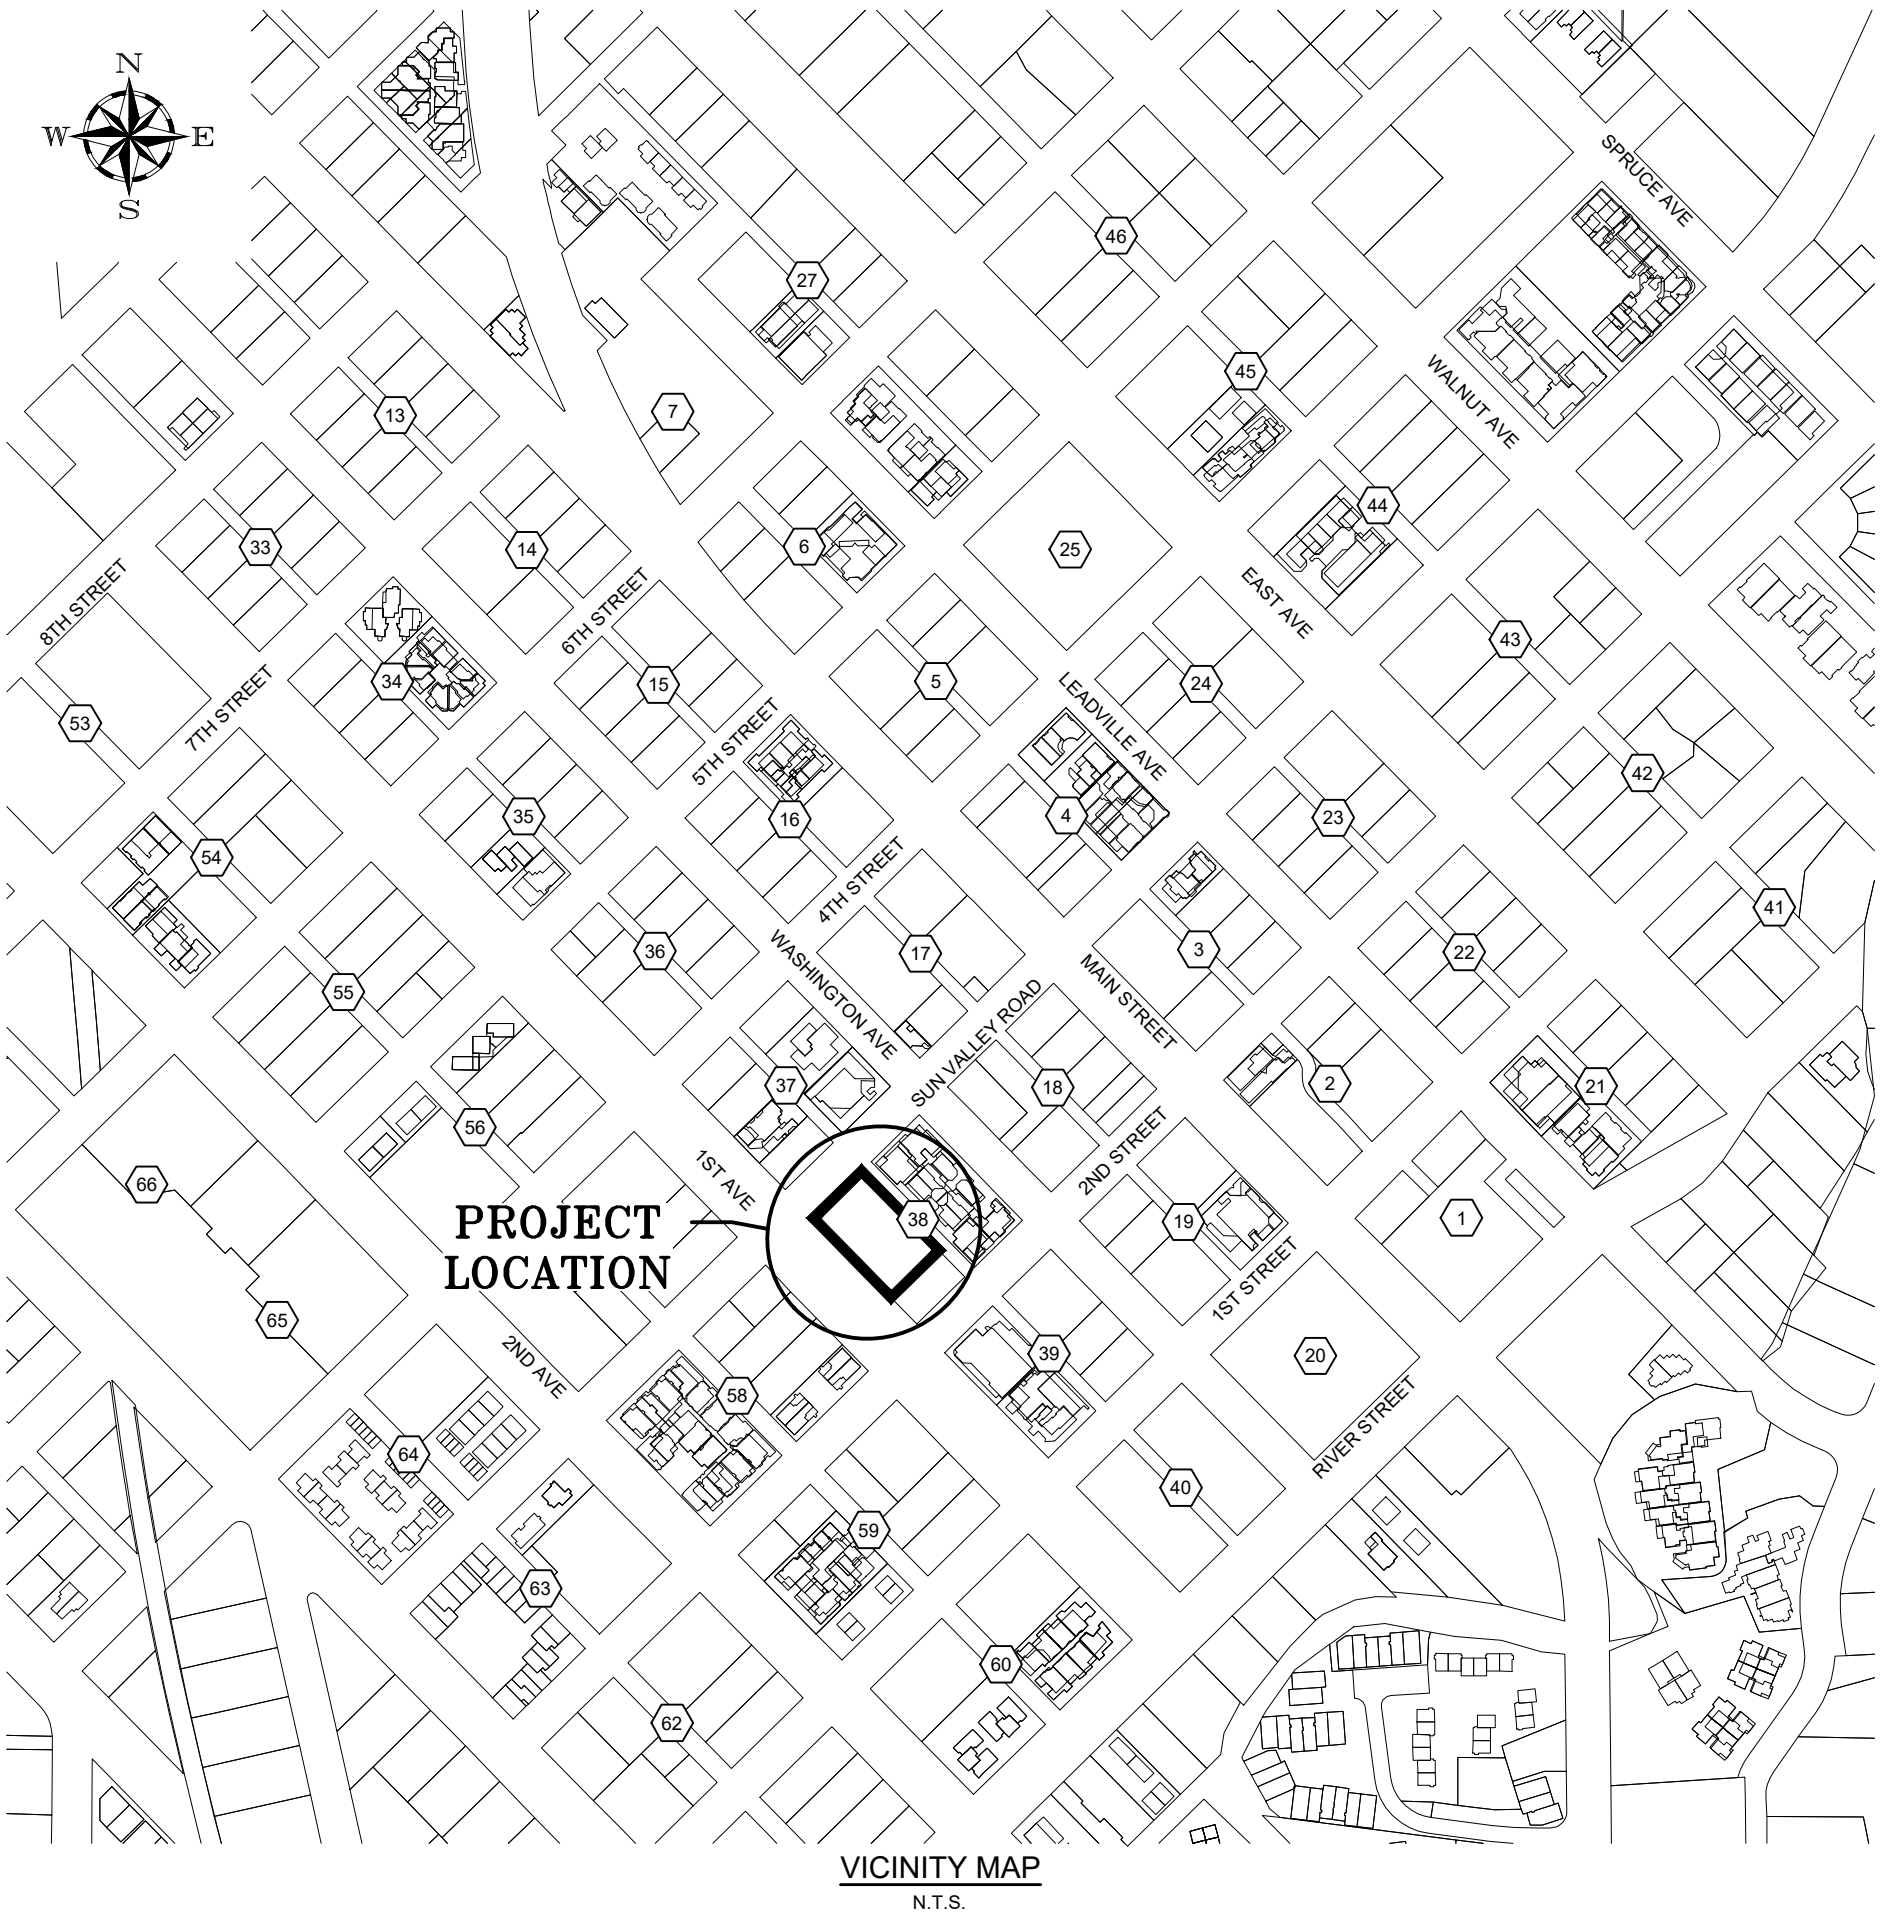 N
W E
S
SPRUCE AVE
46
27
WALNUT AVE
45
7
13
44
33
14
6
25
EAST AVE
8TH STREET
6TH STREET
43
34
15
5
24
LEADVILLE AVE
7TH STREET
53
5TH STREET
42
35
16
4
23
54
4TH STREET
41
36
17
3
22
WASHINGTON AVE
MAIN STREET
55
SUN VALLEY ROAD
37
18
2
21
56
2ND STREET
1ST AVE
66
PROJECT
LOCATION
38
19
1
1ST STREET
65
2ND AVE
39
20
58
RIVER STREET
64
40
59
63
60
62
VICINITY MAP
N.T.S.